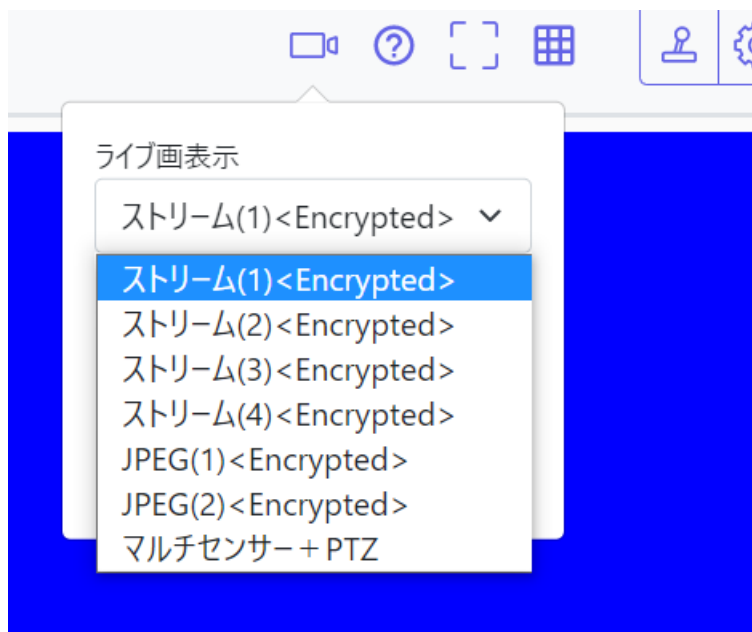 ライブ画表示
ストリーム(1)<Encrypted>
ストリーム(1)<Encrypted>
ストリーム(2)<Encrypted>
ストリーム(3)<Encrypted>
ストリーム(4)<Encrypted>
JPEG(1)<Encrypted>
JPEG(2)<Encrypted>
マルチセンサー＋PTZ